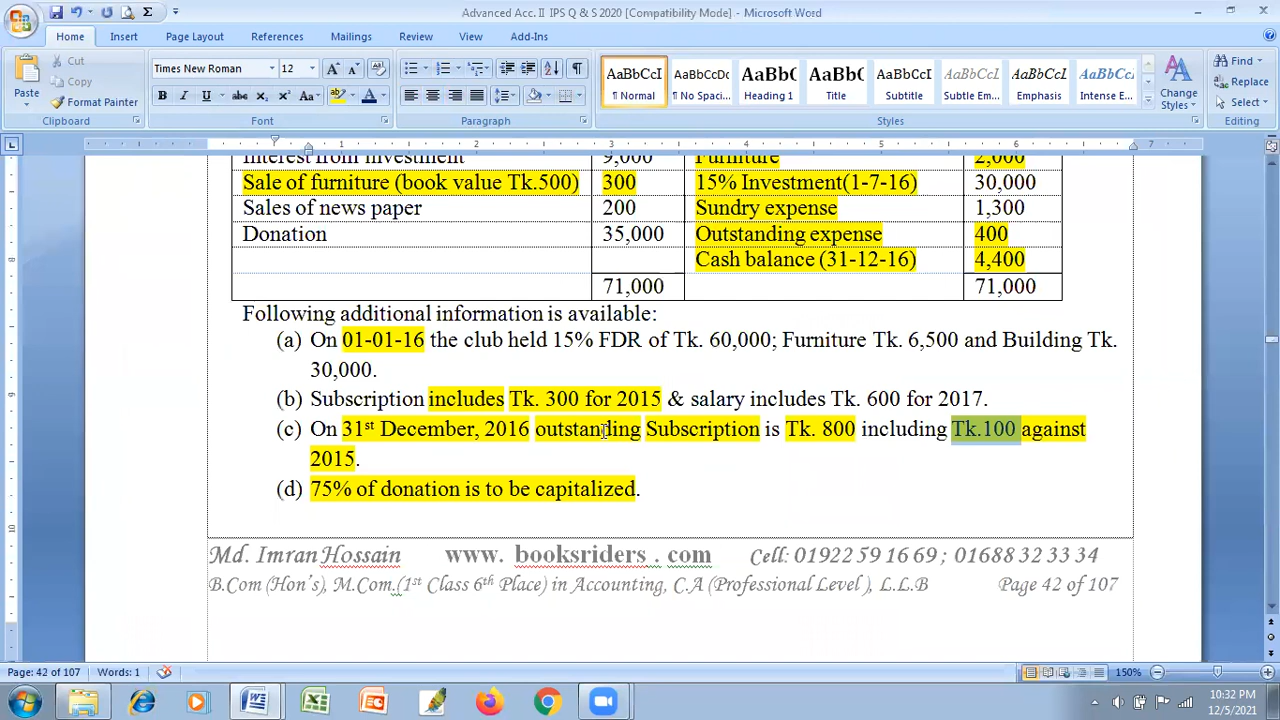 Advanced Acc. II IPS Q & S 2020 [Compatibility Mode] - Microsoft Word
Home Insert Page Layout References Mailings Review View Add-Ins
Paste Cut Copy Format Painter Clipboard
Times New Roman 12 Font
Paragraph
AaBbCcI ¶ Normal AaBbCcDc ¶ No Spaci... AaBbC Heading 1 AaBbC Title AaBbCcI Subtitle AaBbCcI Subtle Em... AaBbCcI Emphasis AaBbCcI Intense E... Change Styles Styles
Find Replace Select Editing
Interest from investment 9,000 Furniture 2,000
Sale of furniture (book value Tk.500) 300 15% Investment(1-7-16) 30,000
Sales of news paper 200 Sundry expense 1,300
Donation 35,000 Outstanding expense 400
Cash balance (31-12-16) 4,400
71,000 71,000
Following additional information is available:
(a) On 01-01-16 the club held 15% FDR of Tk. 60,000; Furniture Tk. 6,500 and Building Tk.
30,000.
(b) Subscription includes Tk. 300 for 2015 & salary includes Tk. 600 for 2017.
(c) On 31st December, 2016 outstanding Subscription is Tk. 800 including Tk.100 against
2015.
(d) 75% of donation is to be capitalized.
Md. Imran Hossain www. booksriders . com Cell: 01922 59 16 69 ; 01688 32 33 34
B.Com (Hon's), M.Com.(1st Class 6th Place) in Accounting, C.A (Professional Level ), L.L.B Page 42 of 107
Page: 42 of 107 Words: 1 150%
10:32 PM
12/5/2021